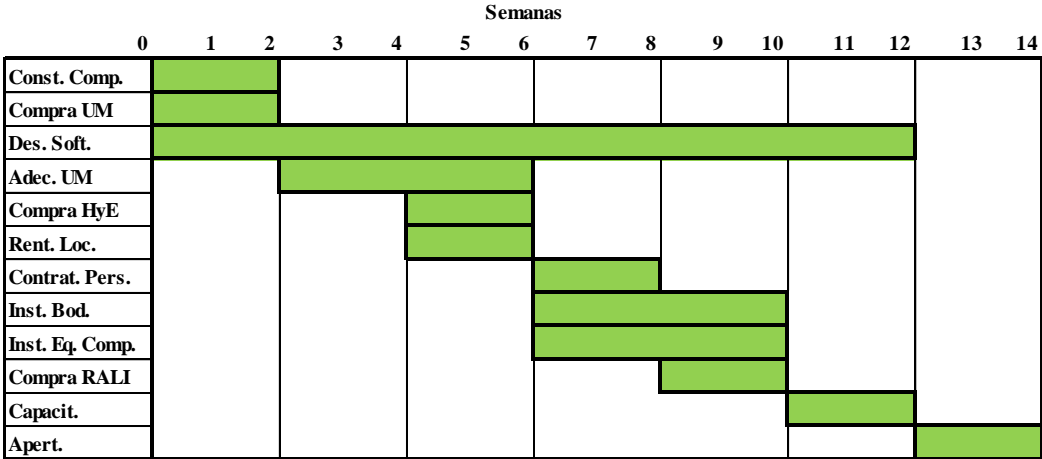 Semanas
0 1 2 3 4 5 6 7 8 9 10 11 12 13 14
Const. Comp.
Compra UM
Des. Soft.
Adec. UM
Compra HyE
Rent. Loc.
Contrat. Pers.
Inst. Bod.
Inst. Eq. Comp.
Compra RALI
Capacit.
Apert.